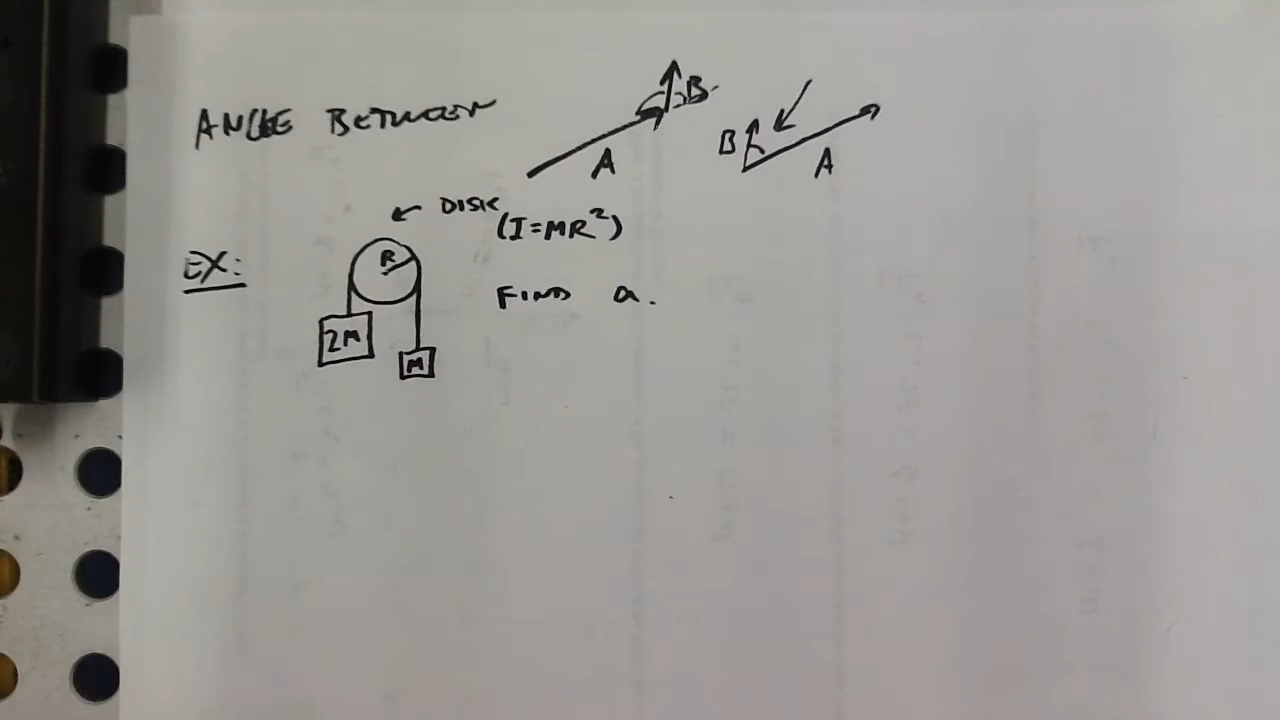 ANGLE BETWEEN
B
A
B
A
DISK
(I=MR²)
EX:
R
FIND a.
2M
M